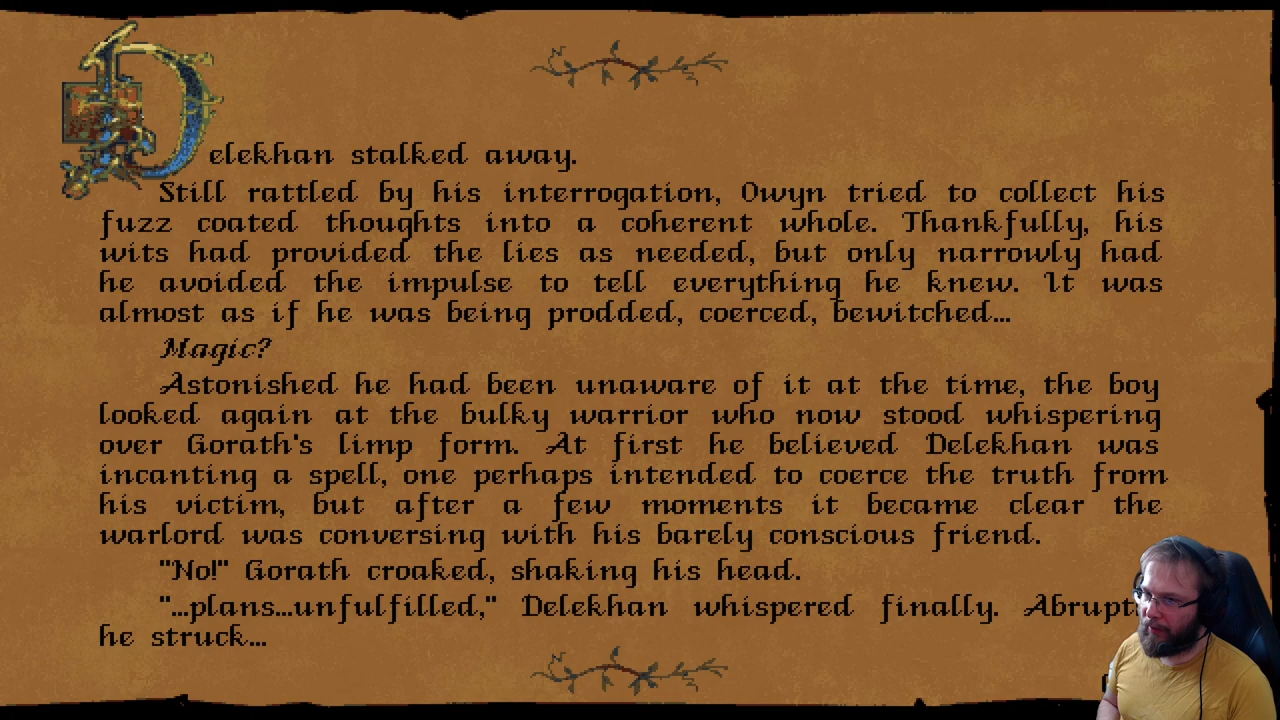 Delekhan stalked away.
Still rattled by his interrogation, Owyn tried to collect his
fuzz coated thoughts into a coherent whole. Thankfully, his
wits had provided the lies as needed, but only narrowly had
he avoided the impulse to tell everything he knew. It was
almost as if he was being prodded, coerced, bewitched...
Magic?
Astonished he had been unaware of it at the time, the boy
looked again at the bulky warrior who now stood whispering
over Gorath's limp form. At first he believed Delekhan was
incanting a spell, one perhaps intended to coerce the truth from
his victim, but after a few moments it became clear the
warlord was conversing with his barely conscious friend.
"No!" Gorath croaked, shaking his head.
"...plans...unfulfilled," Delekhan whispered finally.
he struck...